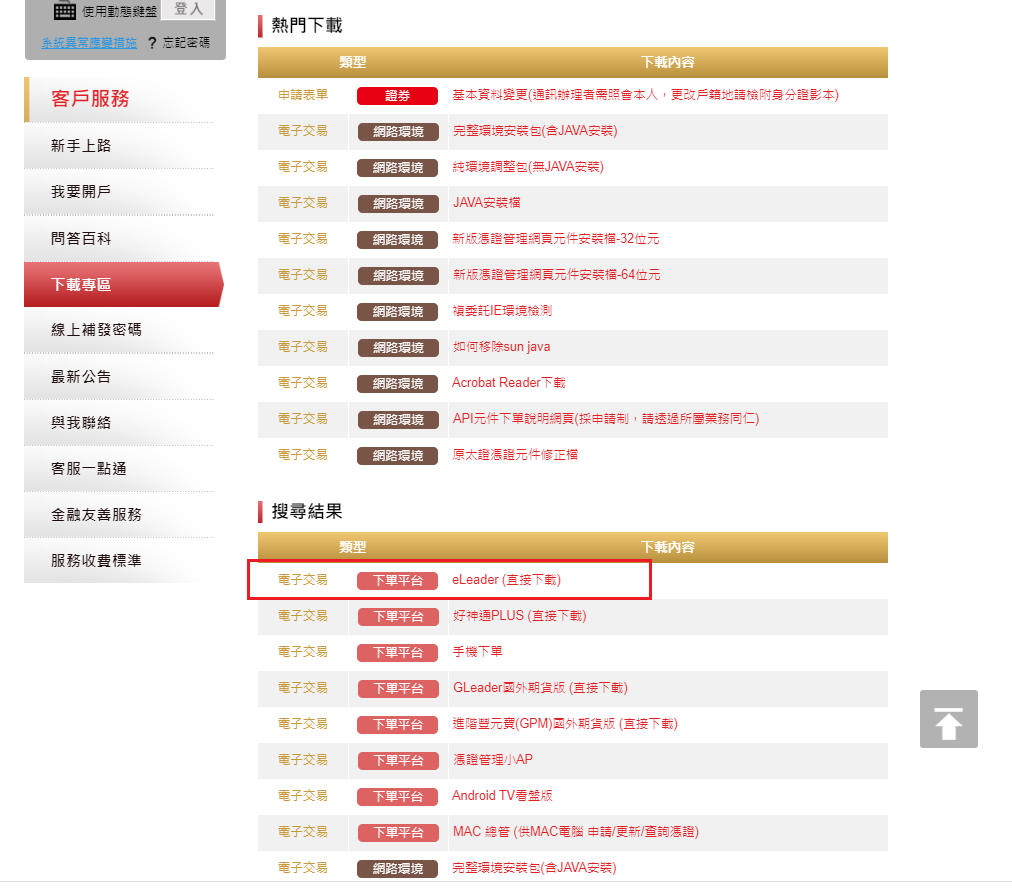 使用動態鍵盤 登入
系統異常應變措施 ? 忘記密碼
客戶服務
新手上路
我要開戶
問答百科
下載專區
線上補發密碼
最新公告
與我聯絡
客服一點通
金融友善服務
服務收費標準
熱門下載
類型 下載內容
申請表單 證券 基本資料變更(通訊辦理者需照會本人，更改戶籍地請檢附身分證影本)
電子交易 網路環境 完整環境安裝包(含JAVA安裝)
電子交易 網路環境 純環境調整包(無JAVA安裝)
電子交易 網路環境 JAVA安裝檔
電子交易 網路環境 新版憑證管理網頁元件安裝檔-32位元
電子交易 網路環境 新版憑證管理網頁元件安裝檔-64位元
電子交易 網路環境 複委託IE環境檢測
電子交易 網路環境 如何移除sun java
電子交易 網路環境 Acrobat Reader下載
電子交易 網路環境 API元件下單說明網頁(採申請制，請透過所屬業務同仁)
電子交易 網路環境 原太證憑證元件修正檔
搜尋結果
類型 下載內容
電子交易 下單平台 eLeader (直接下載)
電子交易 下單平台 好神通PLUS (直接下載)
電子交易 下單平台 手機下單
電子交易 下單平台 GLeader國外期貨版 (直接下載)
電子交易 下單平台 進階豐元寶(GPM)國外期貨版 (直接下載)
電子交易 下單平台 憑證管理小AP
電子交易 下單平台 Android TV看盤版
電子交易 下單平台 MAC 總管 (供MAC電腦 申請/更新/查詢憑證)
電子交易 網路環境 完整環境安裝包(含JAVA安裝)